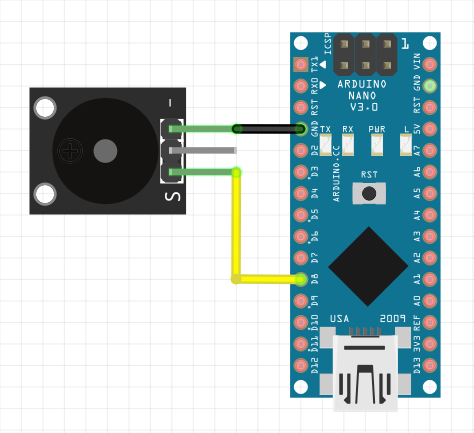 -
S
ICSP
1
TX1
RX0
RST
GND
D2
D3
D4
D5
D6
D7
D8
D9
D10
D11
D12
ARDUINO
NANO
V3.0
TX RX PWR L
ARDUINO.CC
RST
USA 2009
VIN
GND
RST
5V
A7
A6
A5
A4
A3
A2
A1
A0
REF
3V3
D13